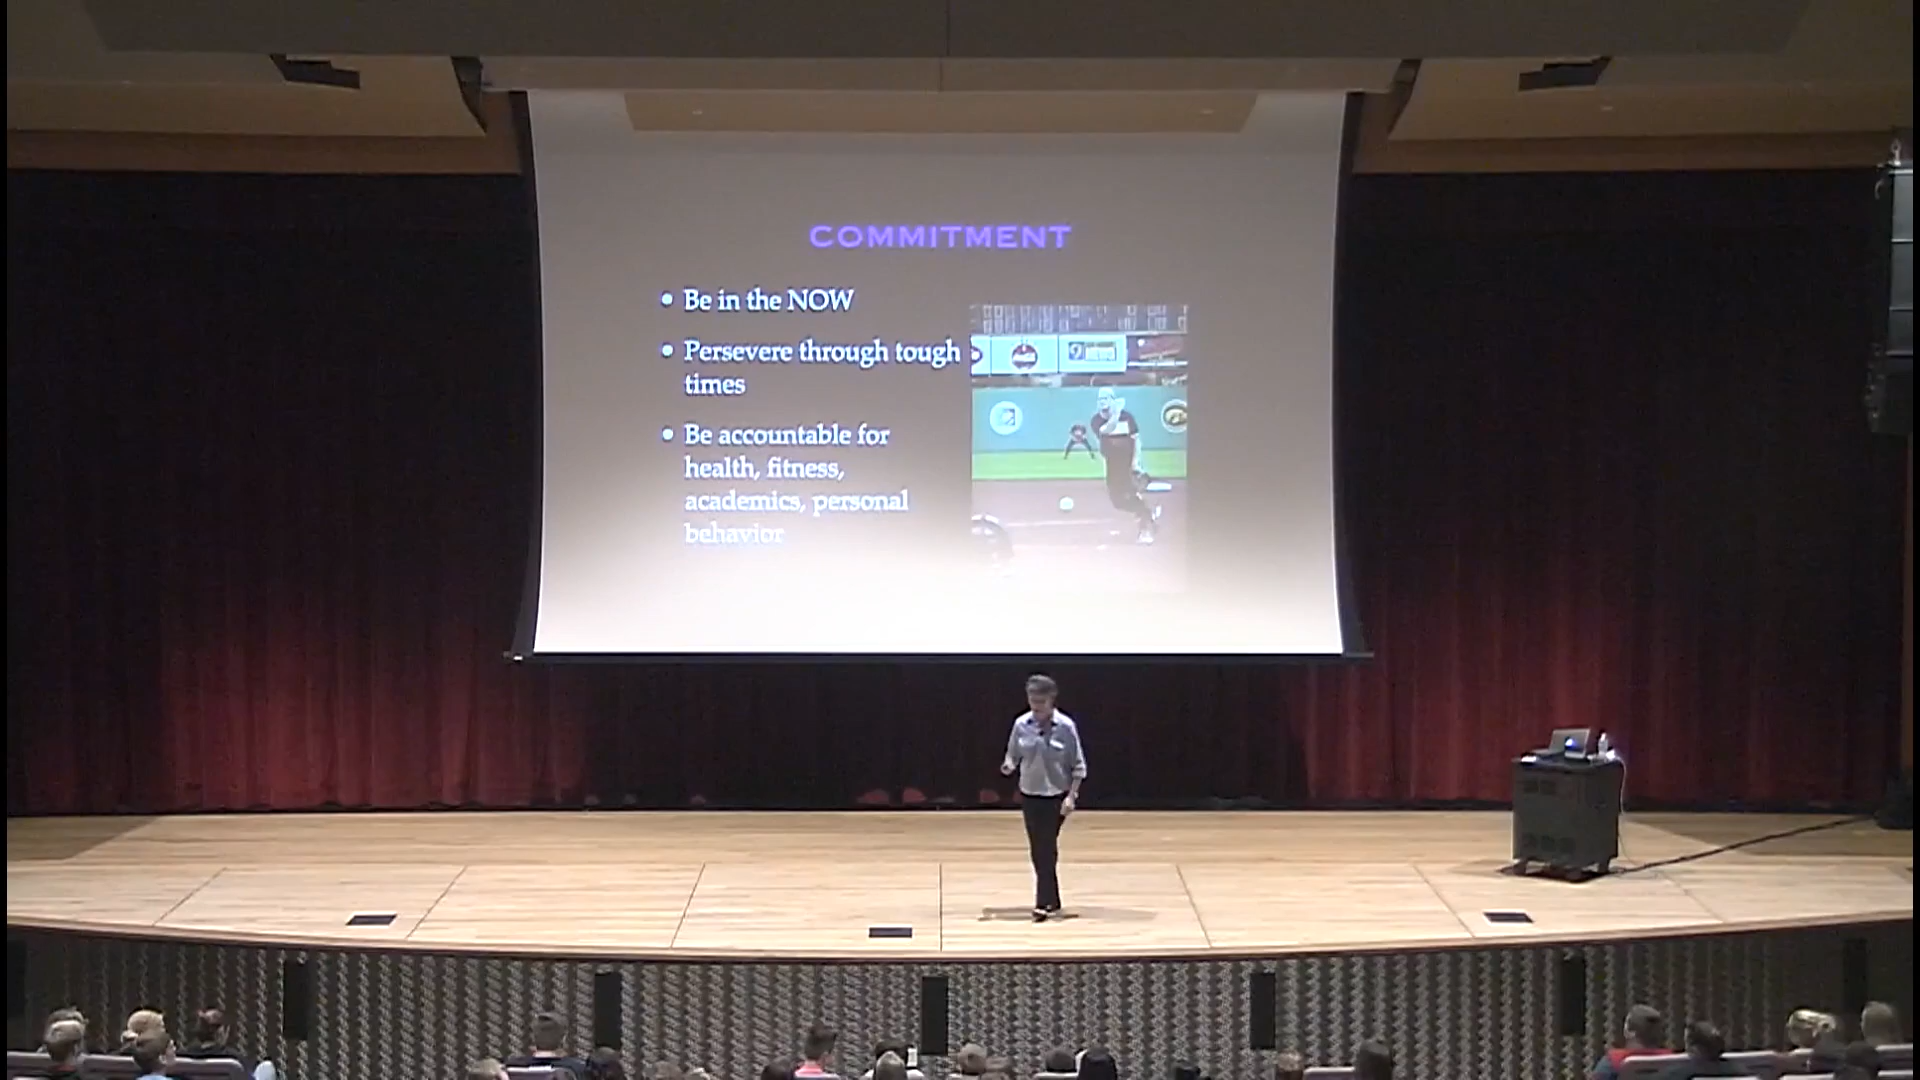 COMMITMENT
• Be in the NOW
• Persevere through tough
times
• Be accountable for
health, fitness,
academics, personal
behavior